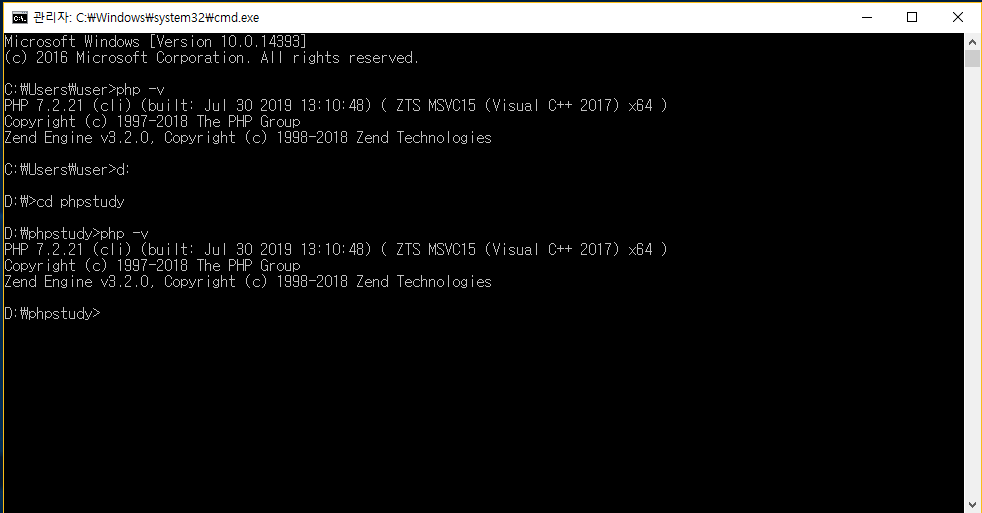 관리자: C:₩Windows₩system32₩cmd.exe
Microsoft Windows [Version 10.0.14393]
(c) 2016 Microsoft Corporation. All rights reserved.
C:₩Users₩user>php -v
PHP 7.2.21 (cli) (built: Jul 30 2019 13:10:48) ( ZTS MSVC15 (Visual C++ 2017) x64 )
Copyright (c) 1997-2018 The PHP Group
Zend Engine v3.2.0, Copyright (c) 1998-2018 Zend Technologies
C:₩Users₩user>d:
D:₩>cd phpstudy
D:₩phpstudy>php -v
PHP 7.2.21 (cli) (built: Jul 30 2019 13:10:48) ( ZTS MSVC15 (Visual C++ 2017) x64 )
Copyright (c) 1997-2018 The PHP Group
Zend Engine v3.2.0, Copyright (c) 1998-2018 Zend Technologies
D:₩phpstudy>